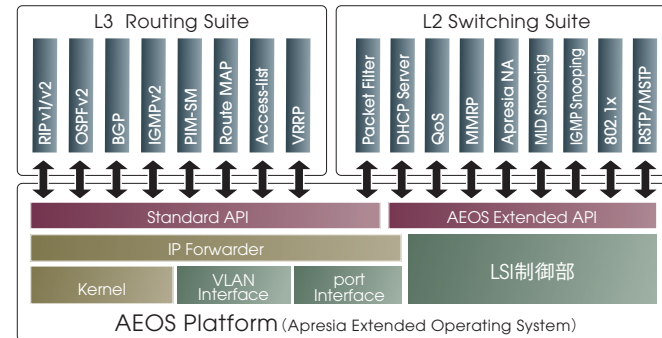 L3 Routing Suite
RIPv1/v2
OSPFv2
BGP
IGMPv2
PIM-SM
Route MAP
Access-list
VRRP
L2 Switching Suite
Packet Filter
DHCP Server
QoS
MMRP
Apresia NA
MLD Snooping
IGMP Snooping
802.1x
RSTP/MSTP
Standard API
AEOS Extended API
IP Forwarder
Kernel
VLAN
Interface
port
Interface
LSI制御部
AEOS Platform (Apresia Extended Operating System)